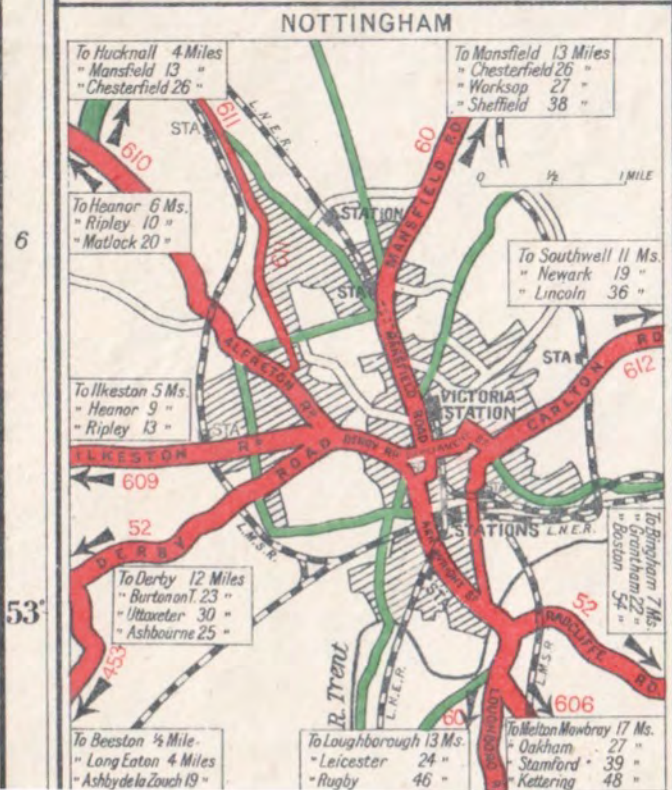 NOTTINGHAM
To Hucknall 4 Miles
" Mansfield 13 "
" Chesterfield 26 "
To Mansfield 13 Miles
" Chesterfield 26 "
" Worksop 27 "
" Sheffield 38 "
L.N.E.R.
STA
611
60
610
0 ½ 1 MILE
To Heanor 6 Ms.
" Ripley 10 "
" Matlock 20 "
STATION
MANSFIELD RD
6
611
To Southwell 11 Ms.
" Newark 19 "
" Lincoln 36 "
STA
ALFRETON RD
MANSFIELD ROAD
STA
CARLTON RD
612
To Ilkeston 5 Ms.
" Heanor 9 "
" Ripley 13 "
VICTORIA
STATION
STA
ILKESTON RD
DERBY RD
609
DERBY ROAD
52
L.M.S.R.
STATIONS
L.N.E.R.
To Bingham 7 Ms.
" Grantham 22 "
" Boston 54 "
53°
To Derby 12 Miles
" Burton on T. 23 "
" Uttoxeter 30 "
" Ashbourne 25 "
ARKWRIGHT ST
STA
52
RADCLIFFE RD.
453
R. Trent
L.N.E.R.
L.M.S.R.
60
LOUGHBORO R
606
To Beeston ½ Mile
" Long Eaton 4 Miles
" Ashby de la Zouch 19 "
To Loughborough 13 Ms.
" Leicester 24 "
" Rugby 46 "
To Melton Mowbray 17 Ms.
" Oakham 27 "
" Stamford " 39 "
" Kettering 48 "